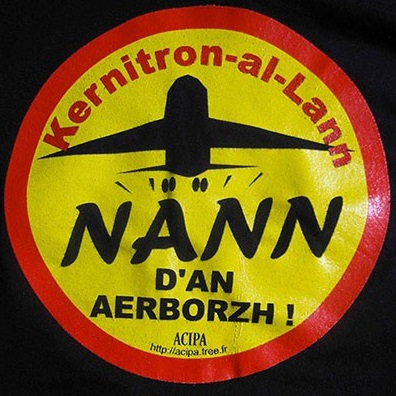 Kernitron-al-Lann
NANN
D'AN
AERBORZH !
ACIPA
http://acipa.free.fr